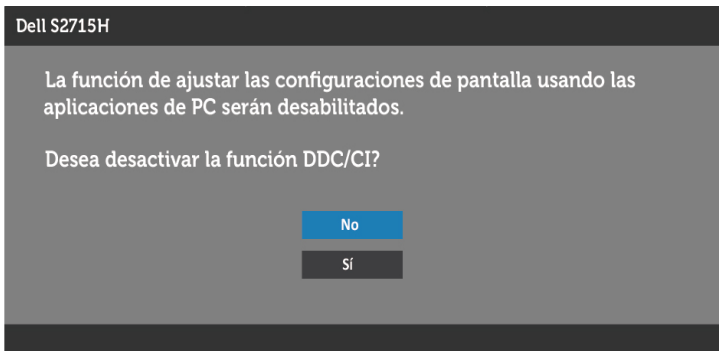 Dell S2715H
La función de ajustar las configuraciones de pantalla usando las
aplicaciones de PC serán desabilitados.
Desea desactivar la función DDC/CI?
No
Sí